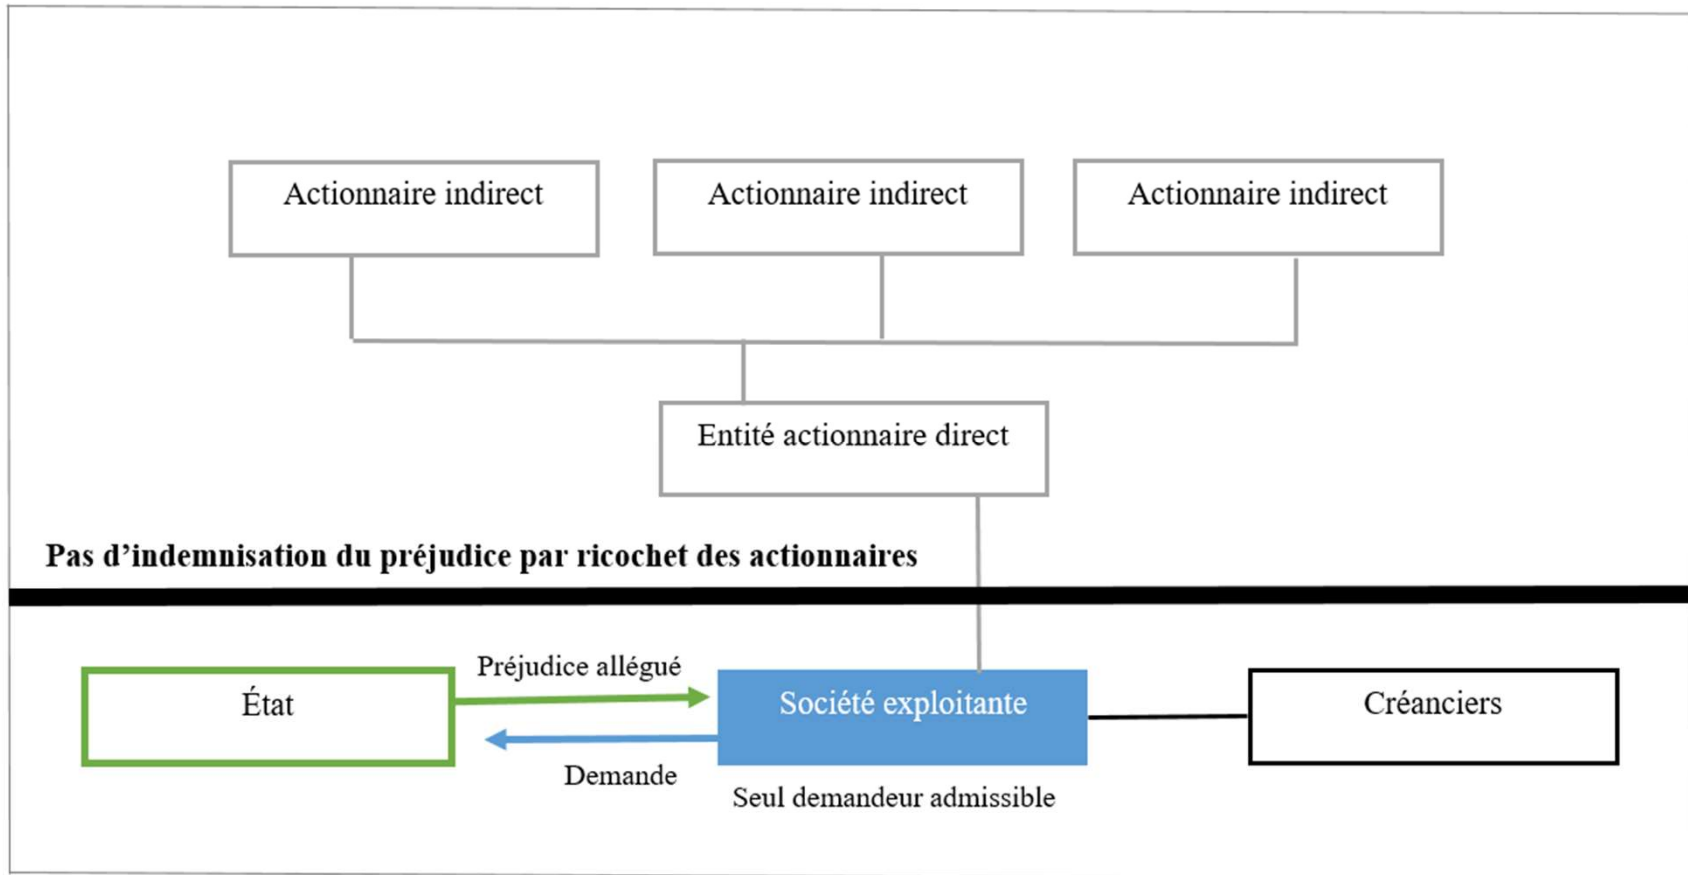 Actionnaire indirect
Actionnaire indirect
Actionnaire indirect
Entité actionnaire direct
Pas d’indemnisation du préjudice par ricochet des actionnaires
Préjudice allégué
État
Société exploitante
Créanciers
Demande
Seul demandeur admissible